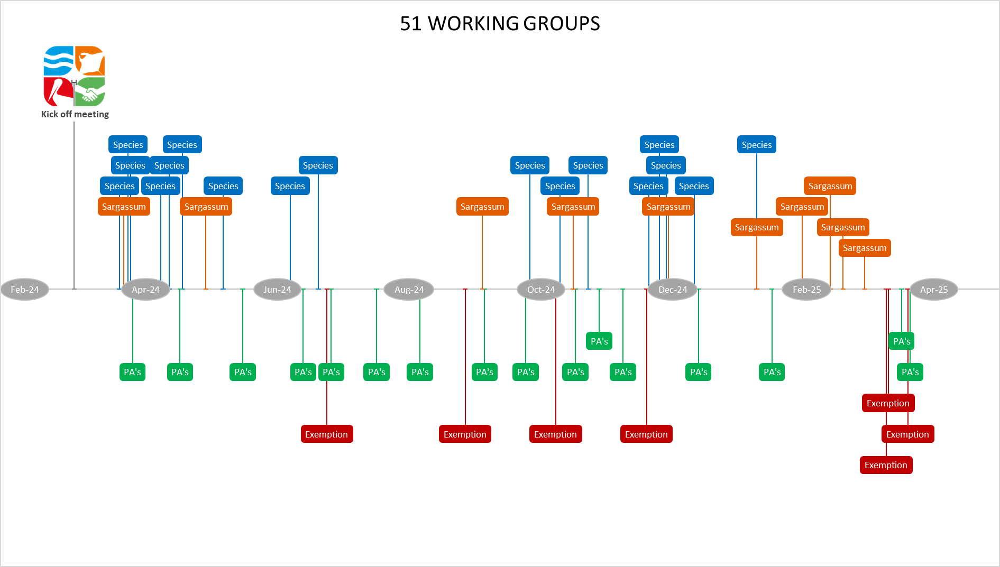 51 WORKING GROUPS
Kick off meeting
Species Species Species Species
Species Species Species Species Species Species
Species Species Species Species Species Species Species Sargassum
Sargassum Sargassum Sargassum Sargassum Sargassum Sargassum
Sargassum Sargassum
Sargassum
Feb-24 Apr-24 Jun-24 Aug-24 Oct-24 Dec-24 Feb-25 Apr-25
PA's PA's
PA's PA's PA's PA's PA's PA's PA's PA's PA's PA's PA's PA's PA's PA's
Exemption
Exemption Exemption Exemption Exemption Exemption
Exemption